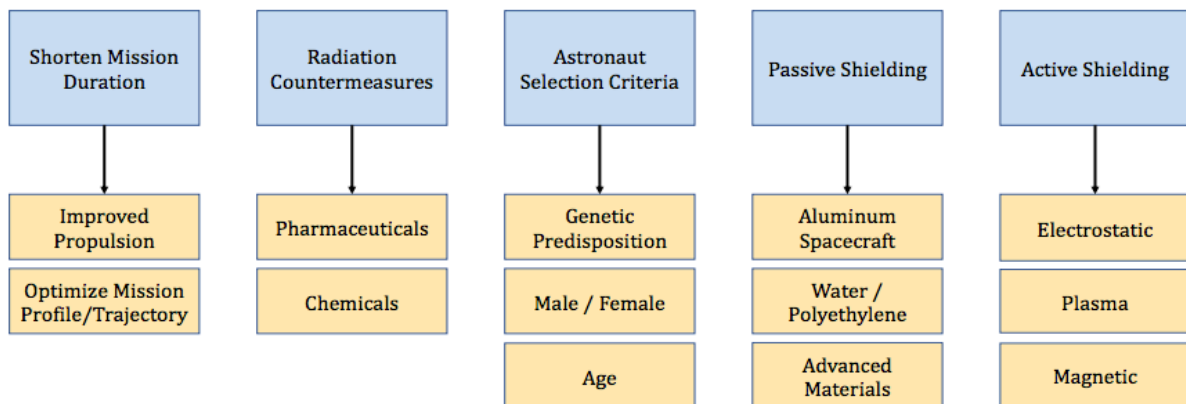 Shorten Mission
Duration
Radiation
Countermeasures
Astronaut
Selection Criteria
Passive Shielding
Active Shielding
Improved
Propulsion
Optimize Mission
Profile/Trajectory
Pharmaceuticals
Chemicals
Genetic
Predisposition
Male / Female
Age
Aluminum
Spacecraft
Water /
Polyethylene
Advanced
Materials
Electrostatic
Plasma
Magnetic